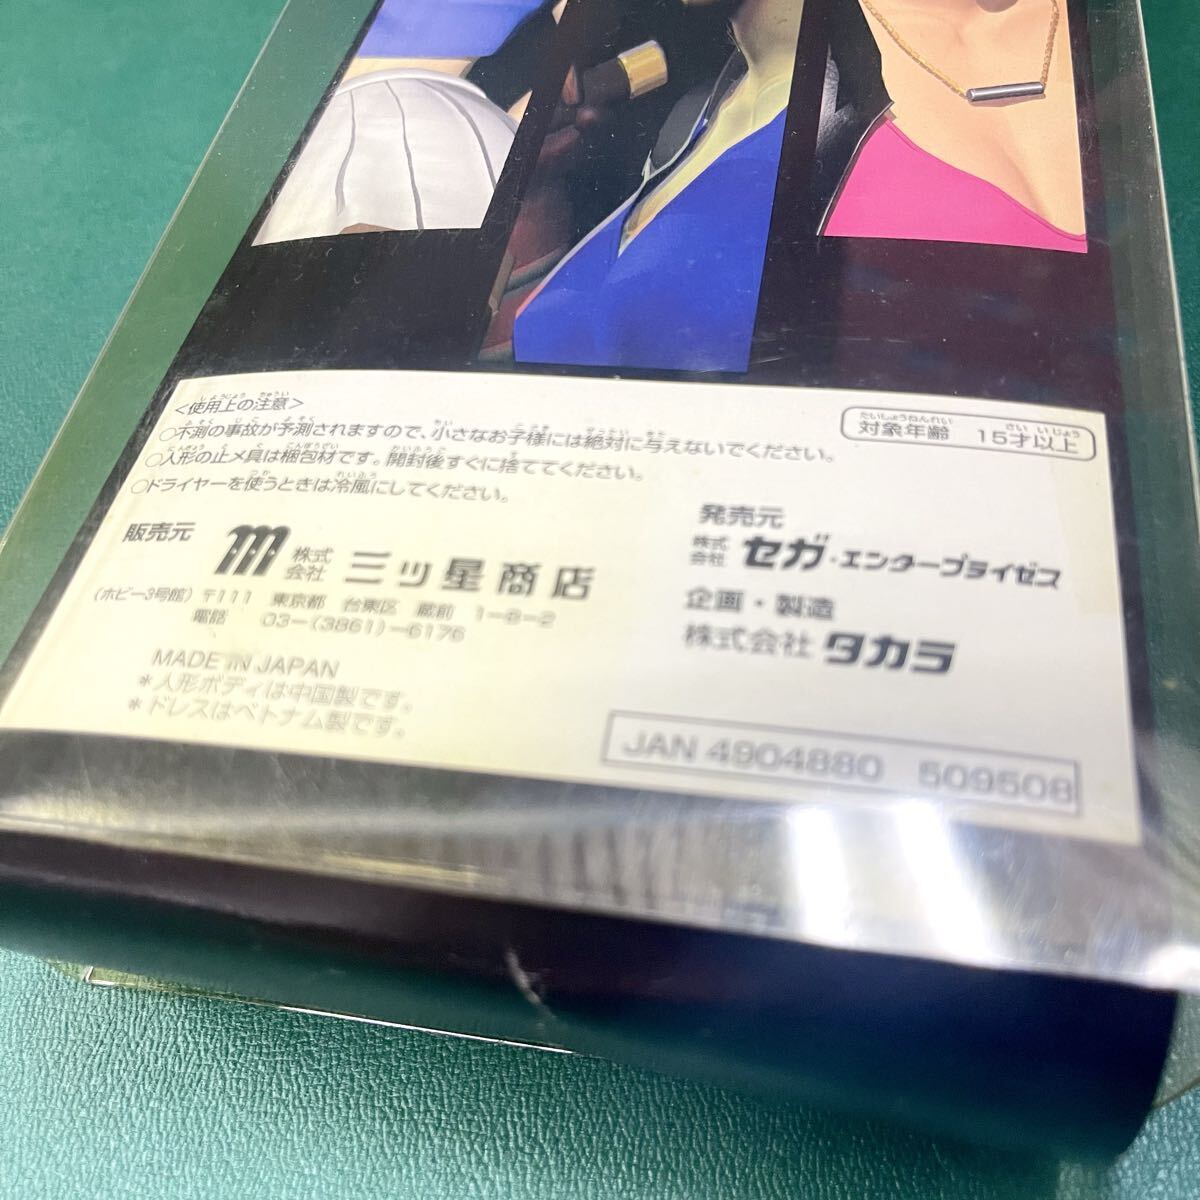 <使用上の注意>
○不測の事故が予測されますので、小さなお子様には絶対に与えないでください。
○人形の止メ具は梱包材です。開封後すぐに捨ててください。
○ドライヤーを使うときは冷風にしてください。
対象年齢 15才以上
販売元
m 株式会社 三ッ星商店
(ホビー3号館) 〒111 東京都 台東区 蔵前 1-8-2
電話 03-(3861)-6176
MADE IN JAPAN
*人形ボディは中国製です。
*ドレスはベトナム製です。
発売元
株式会社 セガ・エンタープライゼス
企画・製造
株式会社 タカラ
JAN 4904880 509508